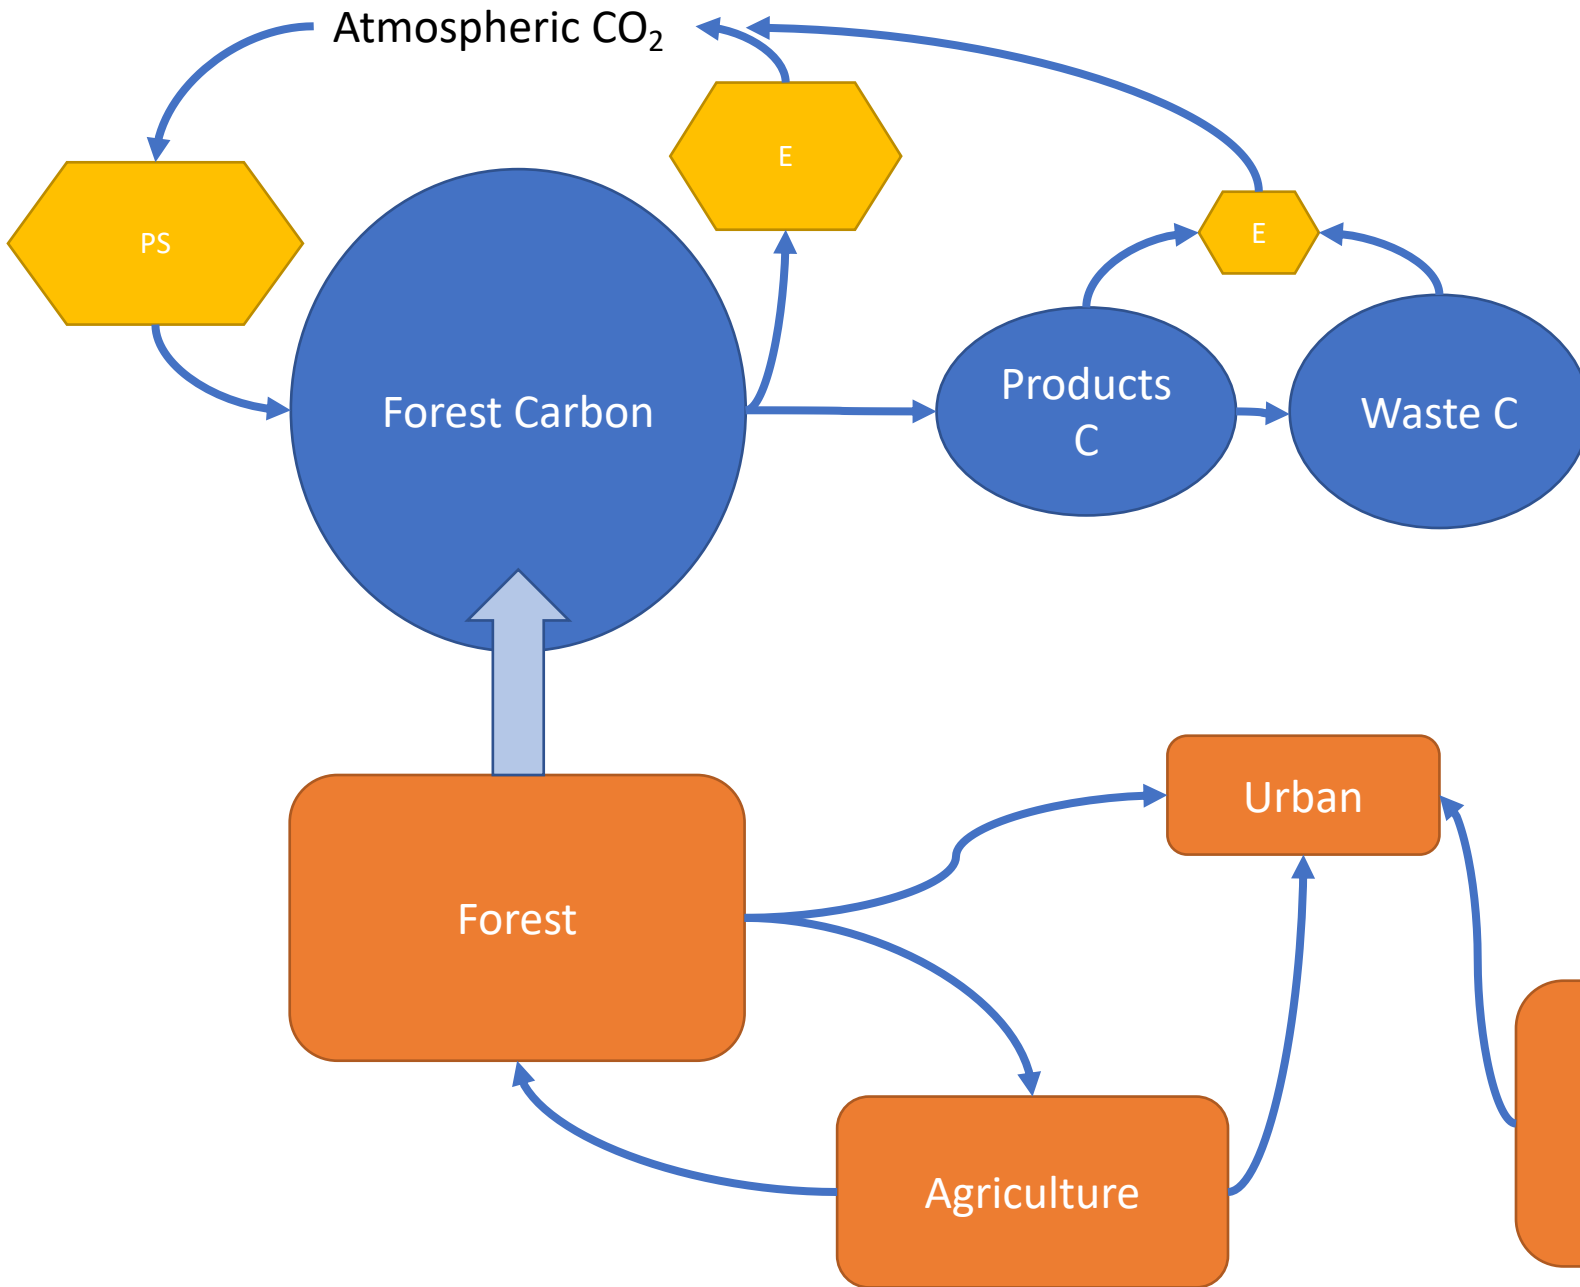 Atmospheric CO₂
E
PS
E
Forest Carbon
Products
C
Waste C
Urban
Forest
Agriculture